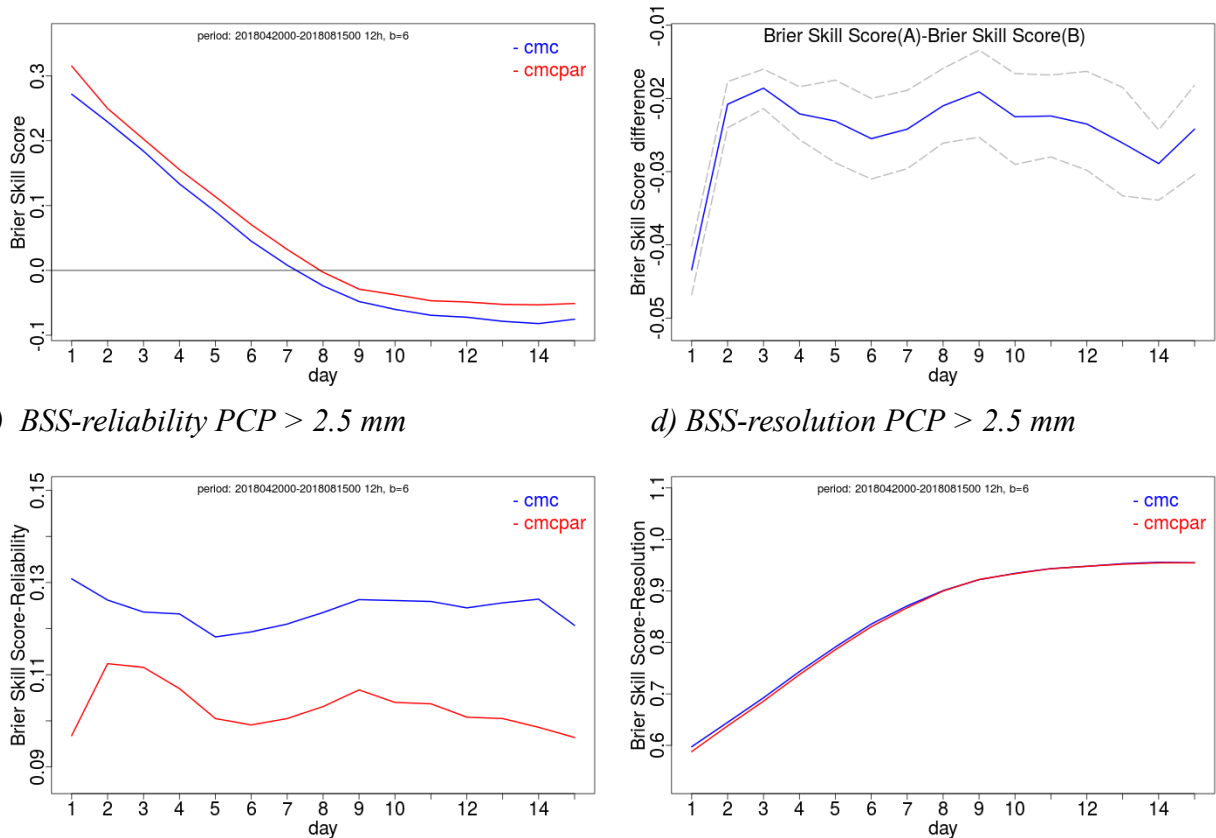 period: 2018042000-2018081500 12h, b=6
- cmc
- cmcpar
Brier Skill Score
0.3
0.2
0.1
0.0
-0.1
1 2 3 4 5 6 7 8 9 10 12 14
day
Brier Skill Score(A)-Brier Skill Score(B)
Brier Skill Score difference
-0.01
-0.02
-0.03
-0.04
-0.05
1 2 3 4 5 6 7 8 9 10 12 14
day
) BSS-reliability PCP > 2.5 mm
d) BSS-resolution PCP > 2.5 mm
period: 2018042000-2018081500 12h, b=6
- cmc
- cmcpar
Brier Skill Score-Reliability
0.15
0.13
0.11
0.09
1 2 3 4 5 6 7 8 9 10 12 14
day
period: 2018042000-2018081500 12h, b=6
- cmc
- cmcpar
Brier Skill Score-Resolution
1.1
1.0
0.9
0.8
0.7
0.6
1 2 3 4 5 6 7 8 9 10 12 14
day